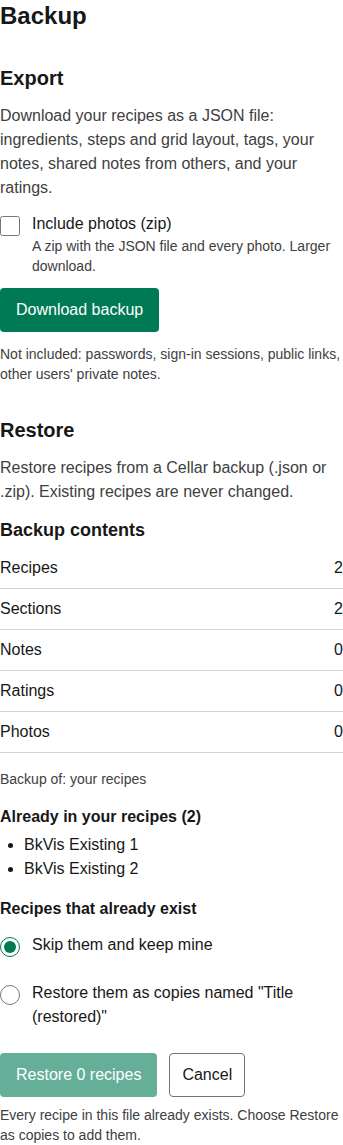 Backup
Export
Download your recipes as a JSON file:
ingredients, steps and grid layout, tags, your
notes, shared notes from others, and your
ratings.
Include photos (zip)
A zip with the JSON file and every photo. Larger
download.
Download backup
Not included: passwords, sign-in sessions, public links,
other users' private notes.
Restore
Restore recipes from a Cellar backup (.json or
.zip). Existing recipes are never changed.
Backup contents
Recipes 2
Sections 2
Notes 0
Ratings 0
Photos 0
Backup of: your recipes
Already in your recipes (2)
BkVis Existing 1
BkVis Existing 2
Recipes that already exist
Skip them and keep mine
Restore them as copies named "Title
(restored)"
Restore 0 recipes Cancel
Every recipe in this file already exists. Choose Restore
as copies to add them.